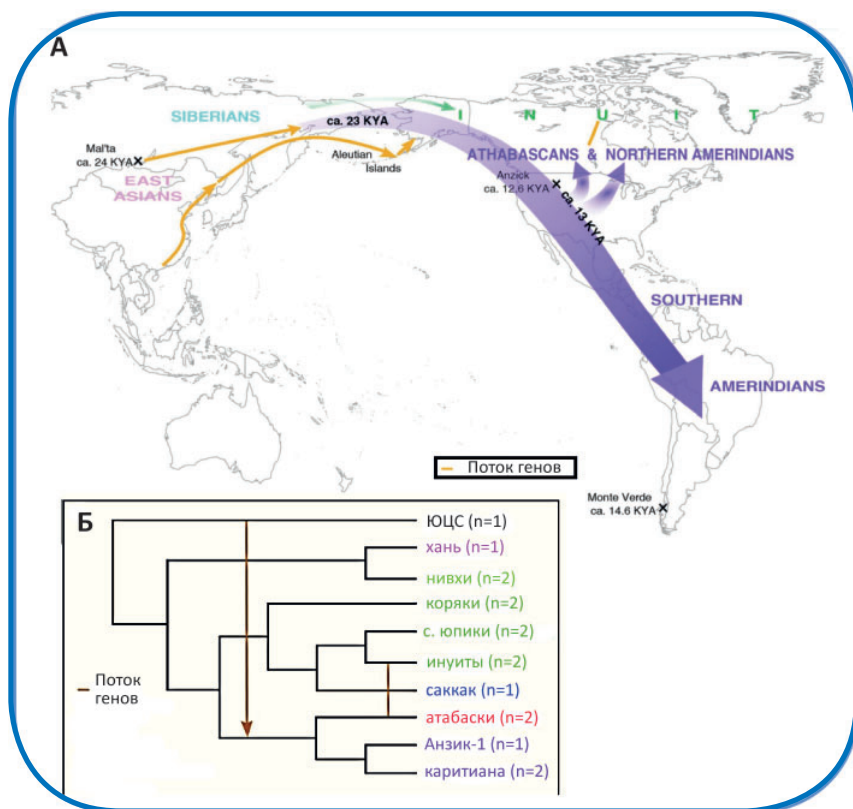 А
SIBERIANS
ca. 23 KYA
I N U I T
Mal'ta
ca. 24 KYA
Aleutian
Islands
ATHABASCANS & NORTHERN AMERINDIANS
EAST
ASIANS
Anzick
ca. 12.6 KYA
ca. 13 KYA
SOUTHERN
AMERINDIANS
Поток генов
Monte Verde
ca. 14.6 KYA
Б
ЮЦС (n=1)
хань (n=1)
нивхи (n=2)
коряки (n=2)
с. юпики (n=2)
инуиты (n=2)
Поток
генов
саккак (n=1)
атабаски (n=2)
Анзик-1 (n=1)
каритиана (n=2)